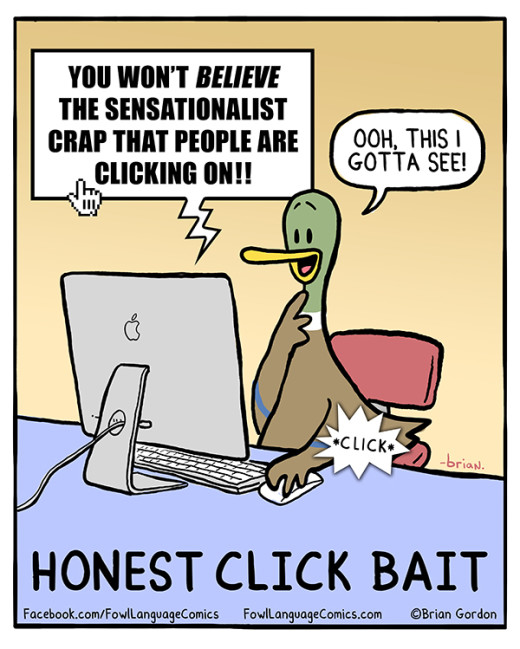 YOU WON'T BELIEVE
THE SENSATIONALIST
CRAP THAT PEOPLE ARE
CLICKING ON!!
OOH, THIS I
GOTTA SEE!
*CLICK*
-brian.
HONEST CLICK BAIT
Facebook.com/FowlLanguageComics FowlLanguageComics.com ©Brian Gordon